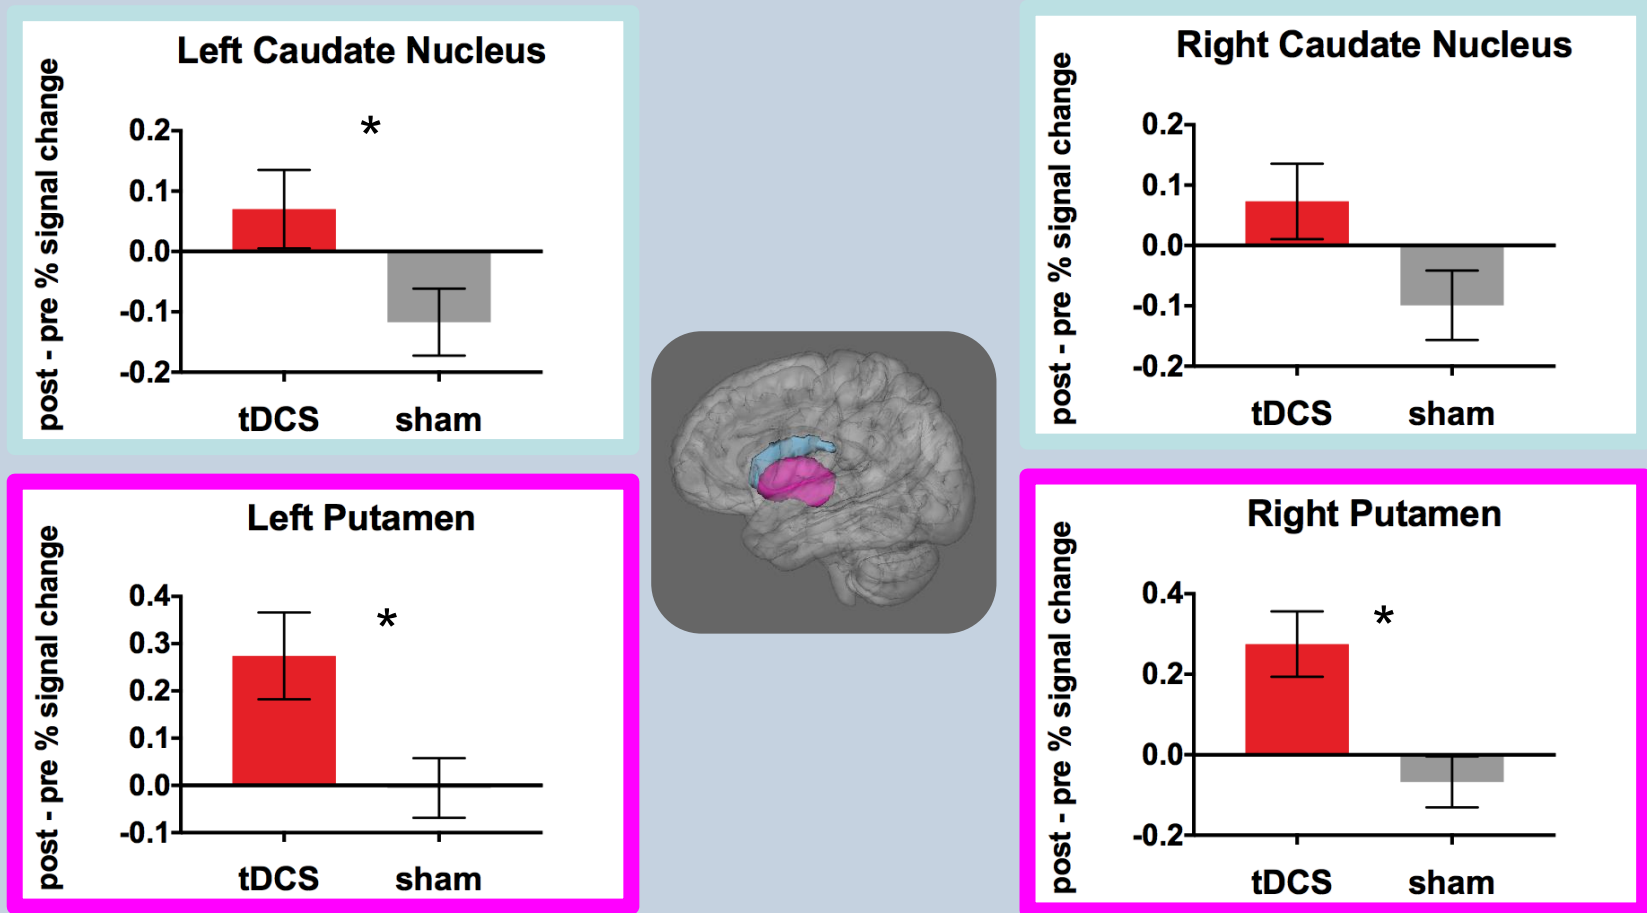 Left Caudate Nucleus
post - pre % signal change
*
0.2
0.1
0.0
-0.1
-0.2
tDCS sham
Right Caudate Nucleus
post - pre % signal change
0.2
0.1
0.0
-0.1
-0.2
tDCS sham
Left Putamen
post - pre % signal change
*
0.4
0.3
0.2
0.1
0.0
-0.1
tDCS sham
Right Putamen
post - pre % signal change
*
0.4
0.2
0.0
-0.2
tDCS sham